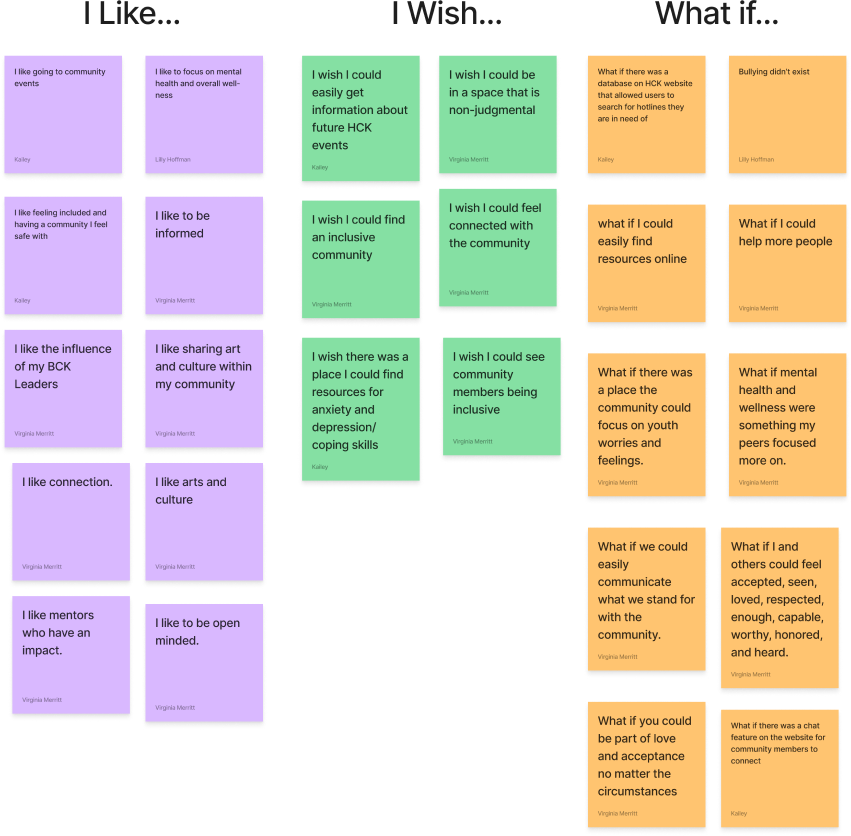 I Like...
I Wish...
What if...
I like going to community
events
Kailey
I like to focus on mental
health and overall well-
ness
Lilly Hoffman
I like feeling included and
having a community I feel
safe with
Kailey
I like to be
informed
Virginia Merritt
I like the influence
of my BCK
Leaders
Virginia Merritt
I like sharing art
and culture within
my community
Virginia Merritt
I like connection.
Virginia Merritt
I like arts and
culture
Virginia Merritt
I like mentors
who have an
impact.
Virginia Merritt
I like to be open
minded.
Virginia Merritt
I wish I could
easily get
information about
future HCK
events
Kailey
I wish I could be
in a space that is
non-judgmental
Virginia Merritt
I wish I could find
an inclusive
community
Virginia Merritt
I wish I could feel
connected with
the community
Virginia Merritt
I wish there was a
place I could find
resources for
anxiety and
depression/
coping skills
Kailey
I wish I could see
community
members being
inclusive
Virginia Merritt
What if there was a
database on HCK website
that allowed users to
search for hotlines they
are in need of
Kailey
Bullying didn't exist
Lilly Hoffman
what if I could
easily find
resources online
Virginia Merritt
What if I could
help more people
Virginia Merritt
What if there was
a place the
community could
focus on youth
worries and
feelings.
Virginia Merritt
What if mental
health and
wellness were
something my
peers focused
more on.
Virginia Merritt
What if we could
easily
communicate
what we stand for
with the
community.
Virginia Merritt
What if I and
others could feel
accepted, seen,
loved, respected,
enough, capable,
worthy, honored,
and heard.
Virginia Merritt
What if you could
be part of love
and acceptance
no matter the
circumstances
Virginia Merritt
What if there was a chat
feature on the website for
community members to
connect
Kailey